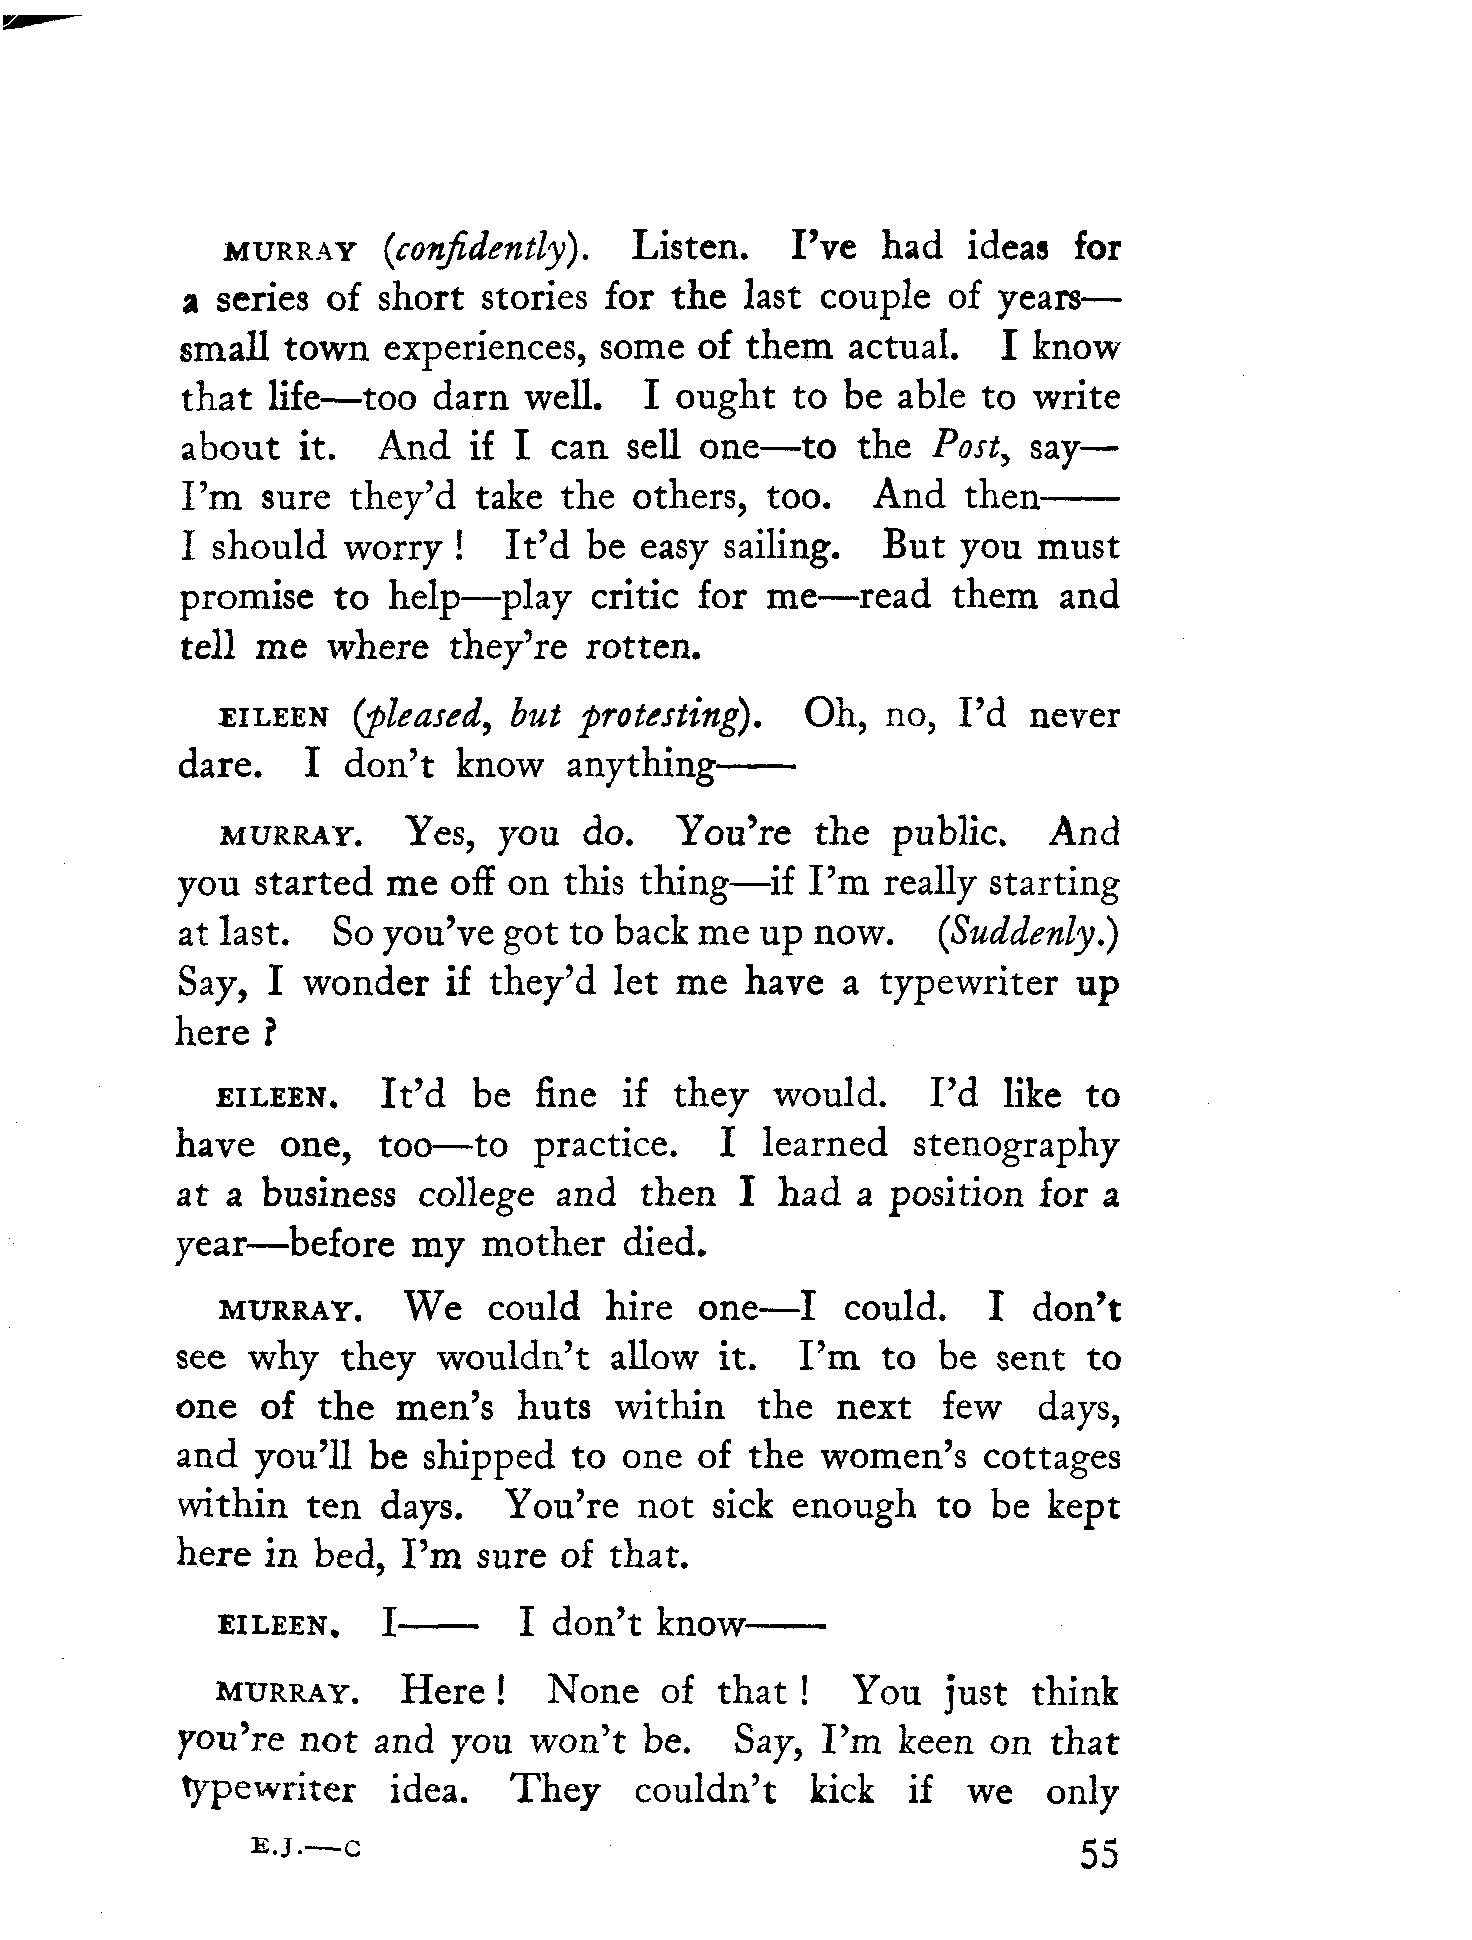 MURRAY (confidently). Listen. I've had ideas for
a series of short stories for the last couple of years—
small town experiences, some of them actual. I know
that life—too darn well. I ought to be able to write
about it. And if I can sell one—to the Post, say—
I'm sure they'd take the others, too. And then——
I should worry ! It'd be easy sailing. But you must
promise to help—play critic for me—read them and
tell me where they're rotten.
EILEEN (pleased, but protesting). Oh, no, I'd never
dare. I don't know anything——
MURRAY. Yes, you do. You're the public. And
you started me off on this thing—if I'm really starting
at last. So you've got to back me up now. (Suddenly.)
Say, I wonder if they'd let me have a typewriter up
here ?
EILEEN. It'd be fine if they would. I'd like to
have one, too—to practice. I learned stenography
at a business college and then I had a position for a
year—before my mother died.
MURRAY. We could hire one—I could. I don't
see why they wouldn't allow it. I'm to be sent to
one of the men's huts within the next few days,
and you'll be shipped to one of the women's cottages
within ten days. You're not sick enough to be kept
here in bed, I'm sure of that.
EILEEN. I—— I don't know——
MURRAY. Here ! None of that ! You just think
you're not and you won't be. Say, I'm keen on that
typewriter idea. They couldn't kick if we only
E.J.—C 55